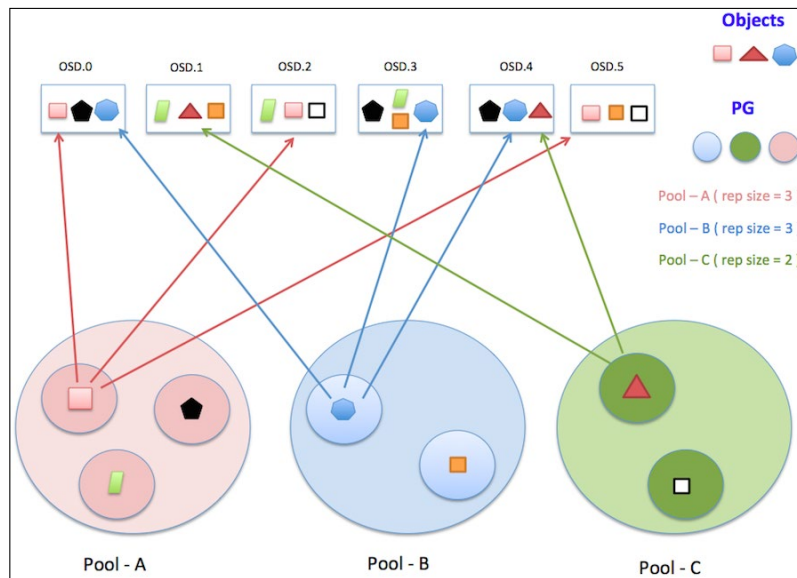 Objects
OSD.0
OSD.1
OSD.2
OSD.3
OSD.4
OSD.5
PG
Pool – A ( rep size = 3
Pool – B ( rep size = 3
Pool – C ( rep size = 2 )
Pool - A
Pool - B
Pool - C